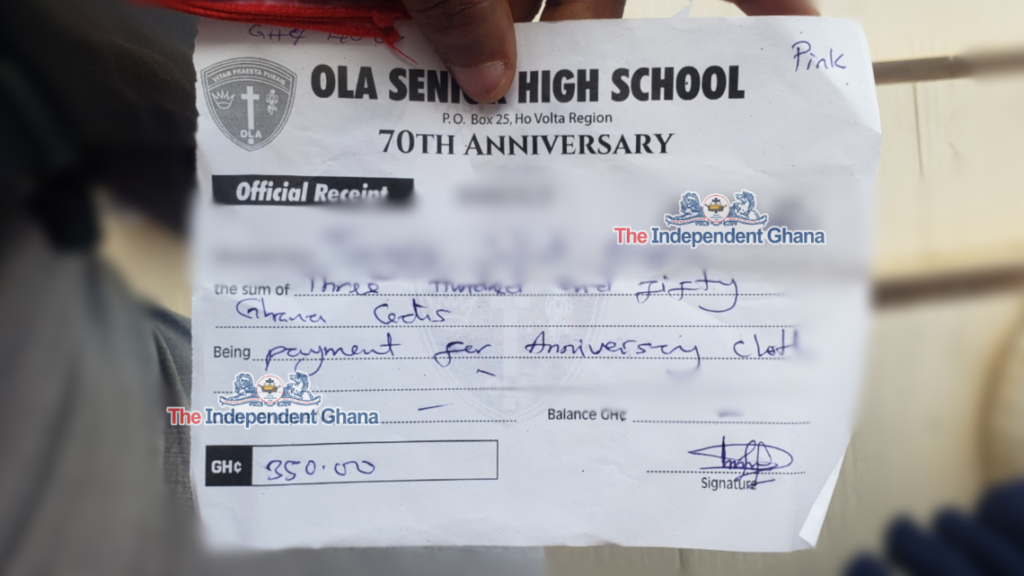 Pink
VITAM PRAESTA PURAM
OLA
OLA SENIOR HIGH SCHOOL
P.O. Box 25, Ho Volta Region
70TH ANNIVERSARY
Official Receipt
The Independent Ghana
the sum of Three Hundred and Fifty
Ghana Cedis
Being payment for Anniversary Cloth
The Independent Ghana
Balance GH¢
GH¢ 350.00
Signature